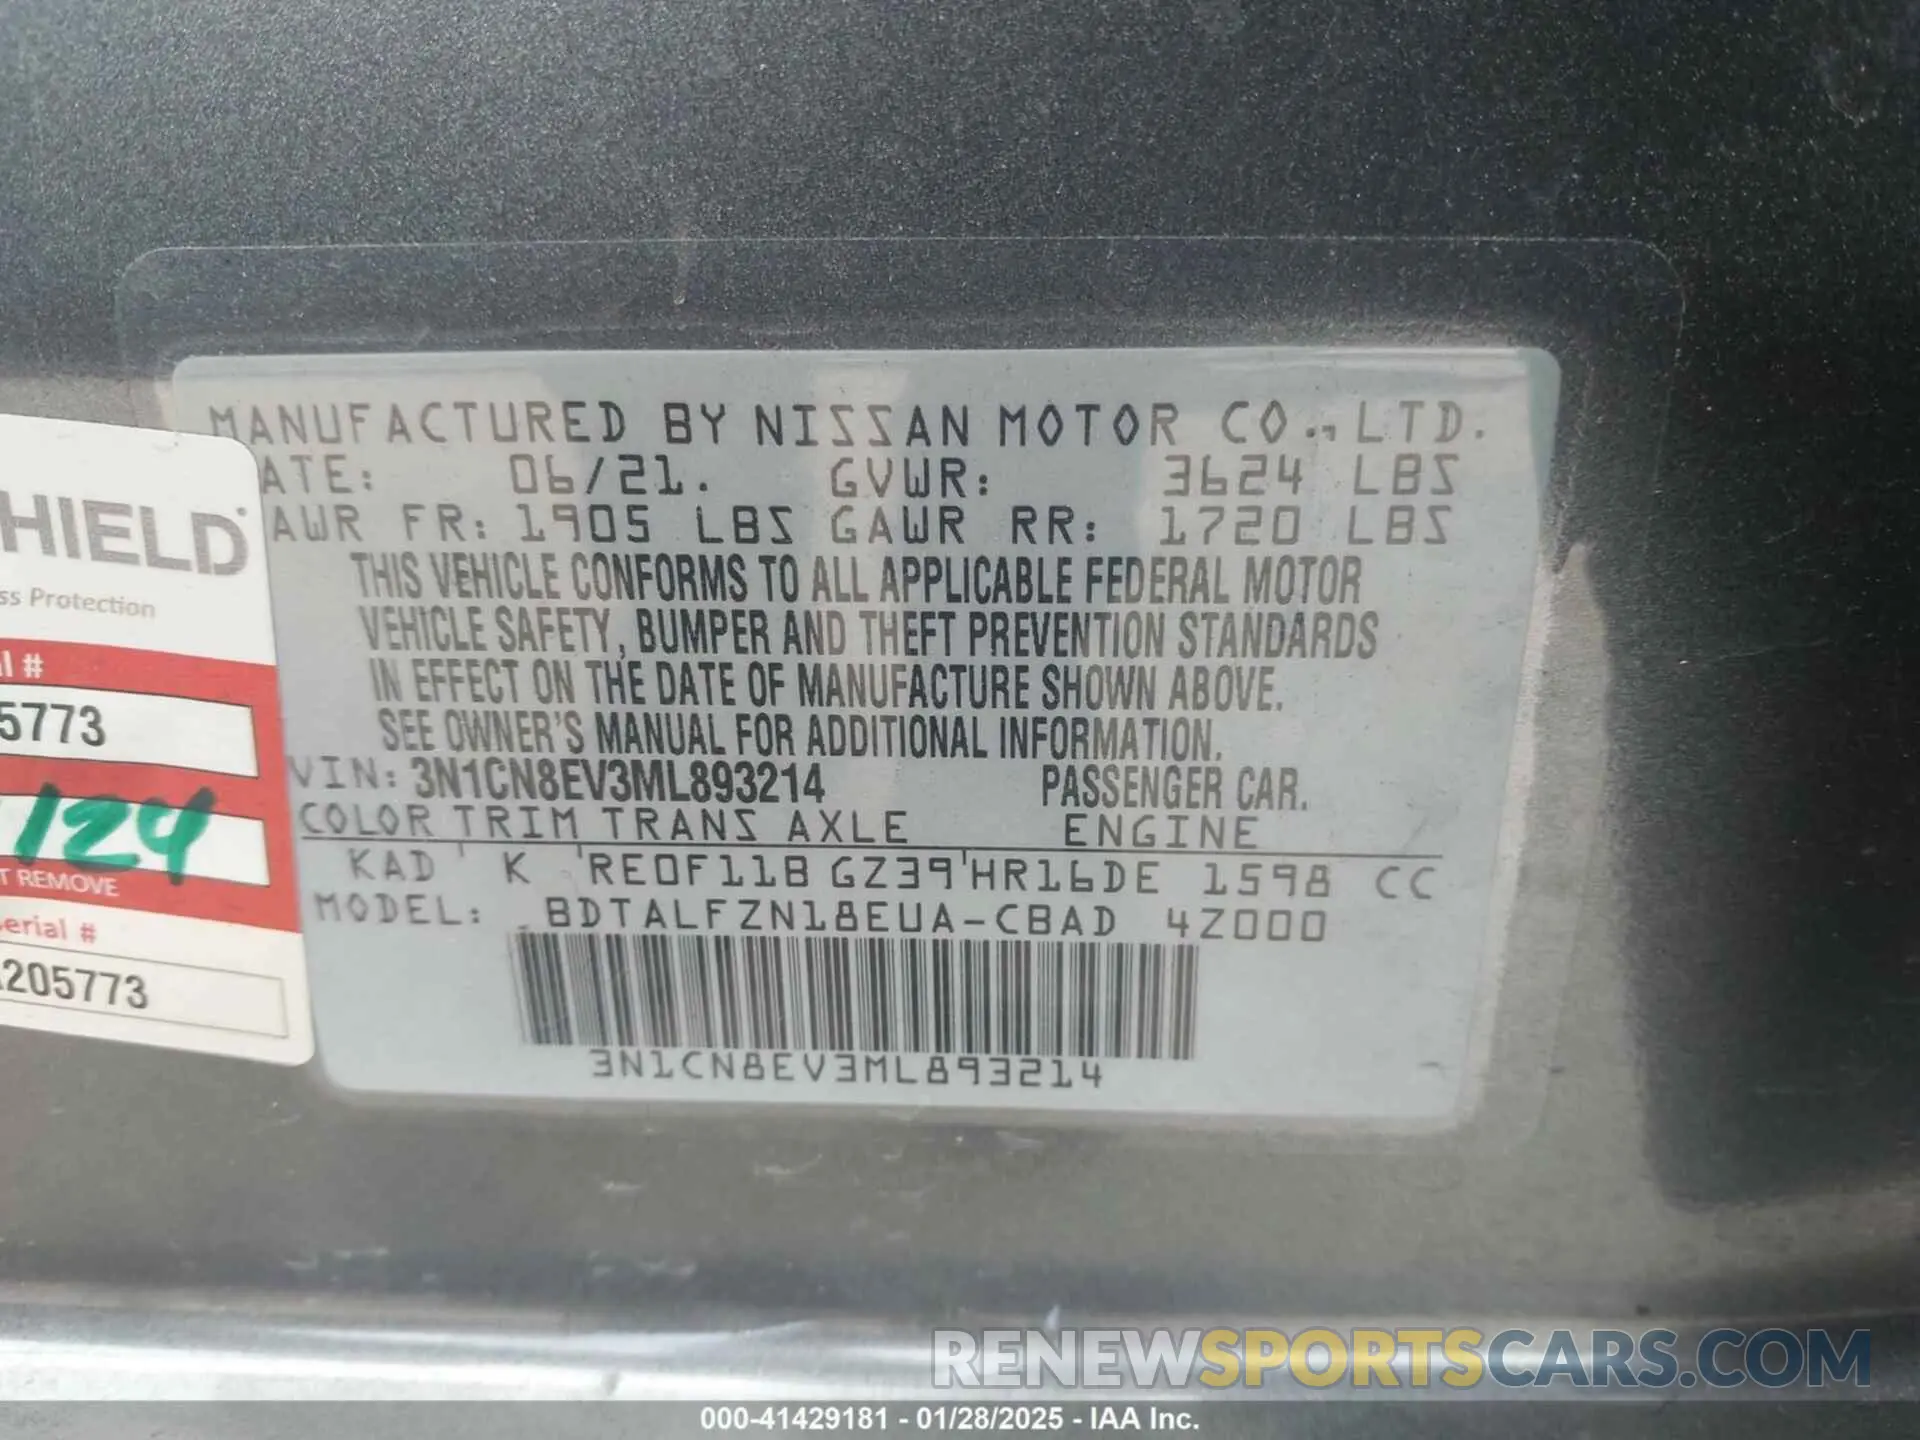 MANUFACTURED BY NISSAN MOTOR CO., LTD.
ATE: 06/21. GVWR: 3624 LBS
AWR FR: 1905 LBS GAWR RR: 1720 LBS
THIS VEHICLE CONFORMS TO ALL APPLICABLE FEDERAL MOTOR
VEHICLE SAFETY, BUMPER AND THEFT PREVENTION STANDARDS
IN EFFECT ON THE DATE OF MANUFACTURE SHOWN ABOVE.
SEE OWNER'S MANUAL FOR ADDITIONAL INFORMATION.
VIN: 3N1CN8EV3ML893214 PASSENGER CAR.
COLOR TRIM TRANS AXLE ENGINE
KAD K RE0F11B GZ39 HR16DE 1598 CC
MODEL: BDTALFZN18EUA-CBAD 4Z000
3N1CN8EV3ML893214
HIELD
ss Protection
l #
5773
124
T REMOVE
erial #
205773
RENEWSPORTSCARS.COM
000-41429181 - 01/28/2025 - IAA Inc.